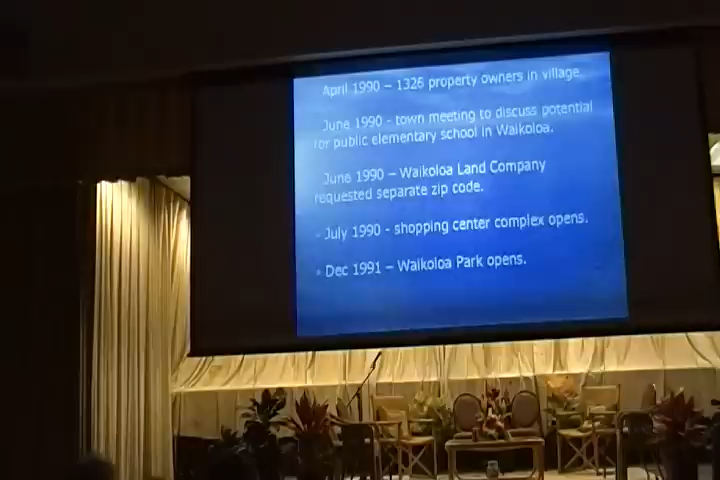 April 1990 – 1326 property owners in village.
June 1990 - town meeting to discuss potential
for public elementary school in Waikoloa.
June 1990 – Waikoloa Land Company
requested separate zip code.
July 1990 - shopping center complex opens.
Dec 1991 – Waikoloa Park opens.